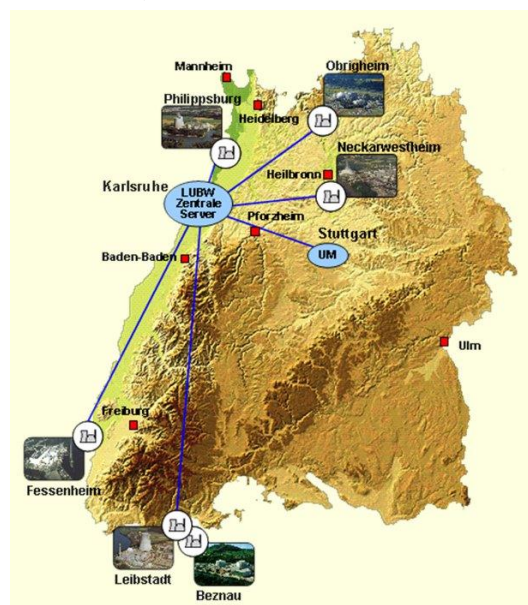 Mannheim
Obrigheim
Philippsburg
Heidelberg
Neckarwestheim
Heilbronn
Karlsruhe
LUBW
Zentrale
Server
Pforzheim
Stuttgart
UM
Baden-Baden
Ulm
Freiburg
Fessenheim
Leibstadt
Beznau